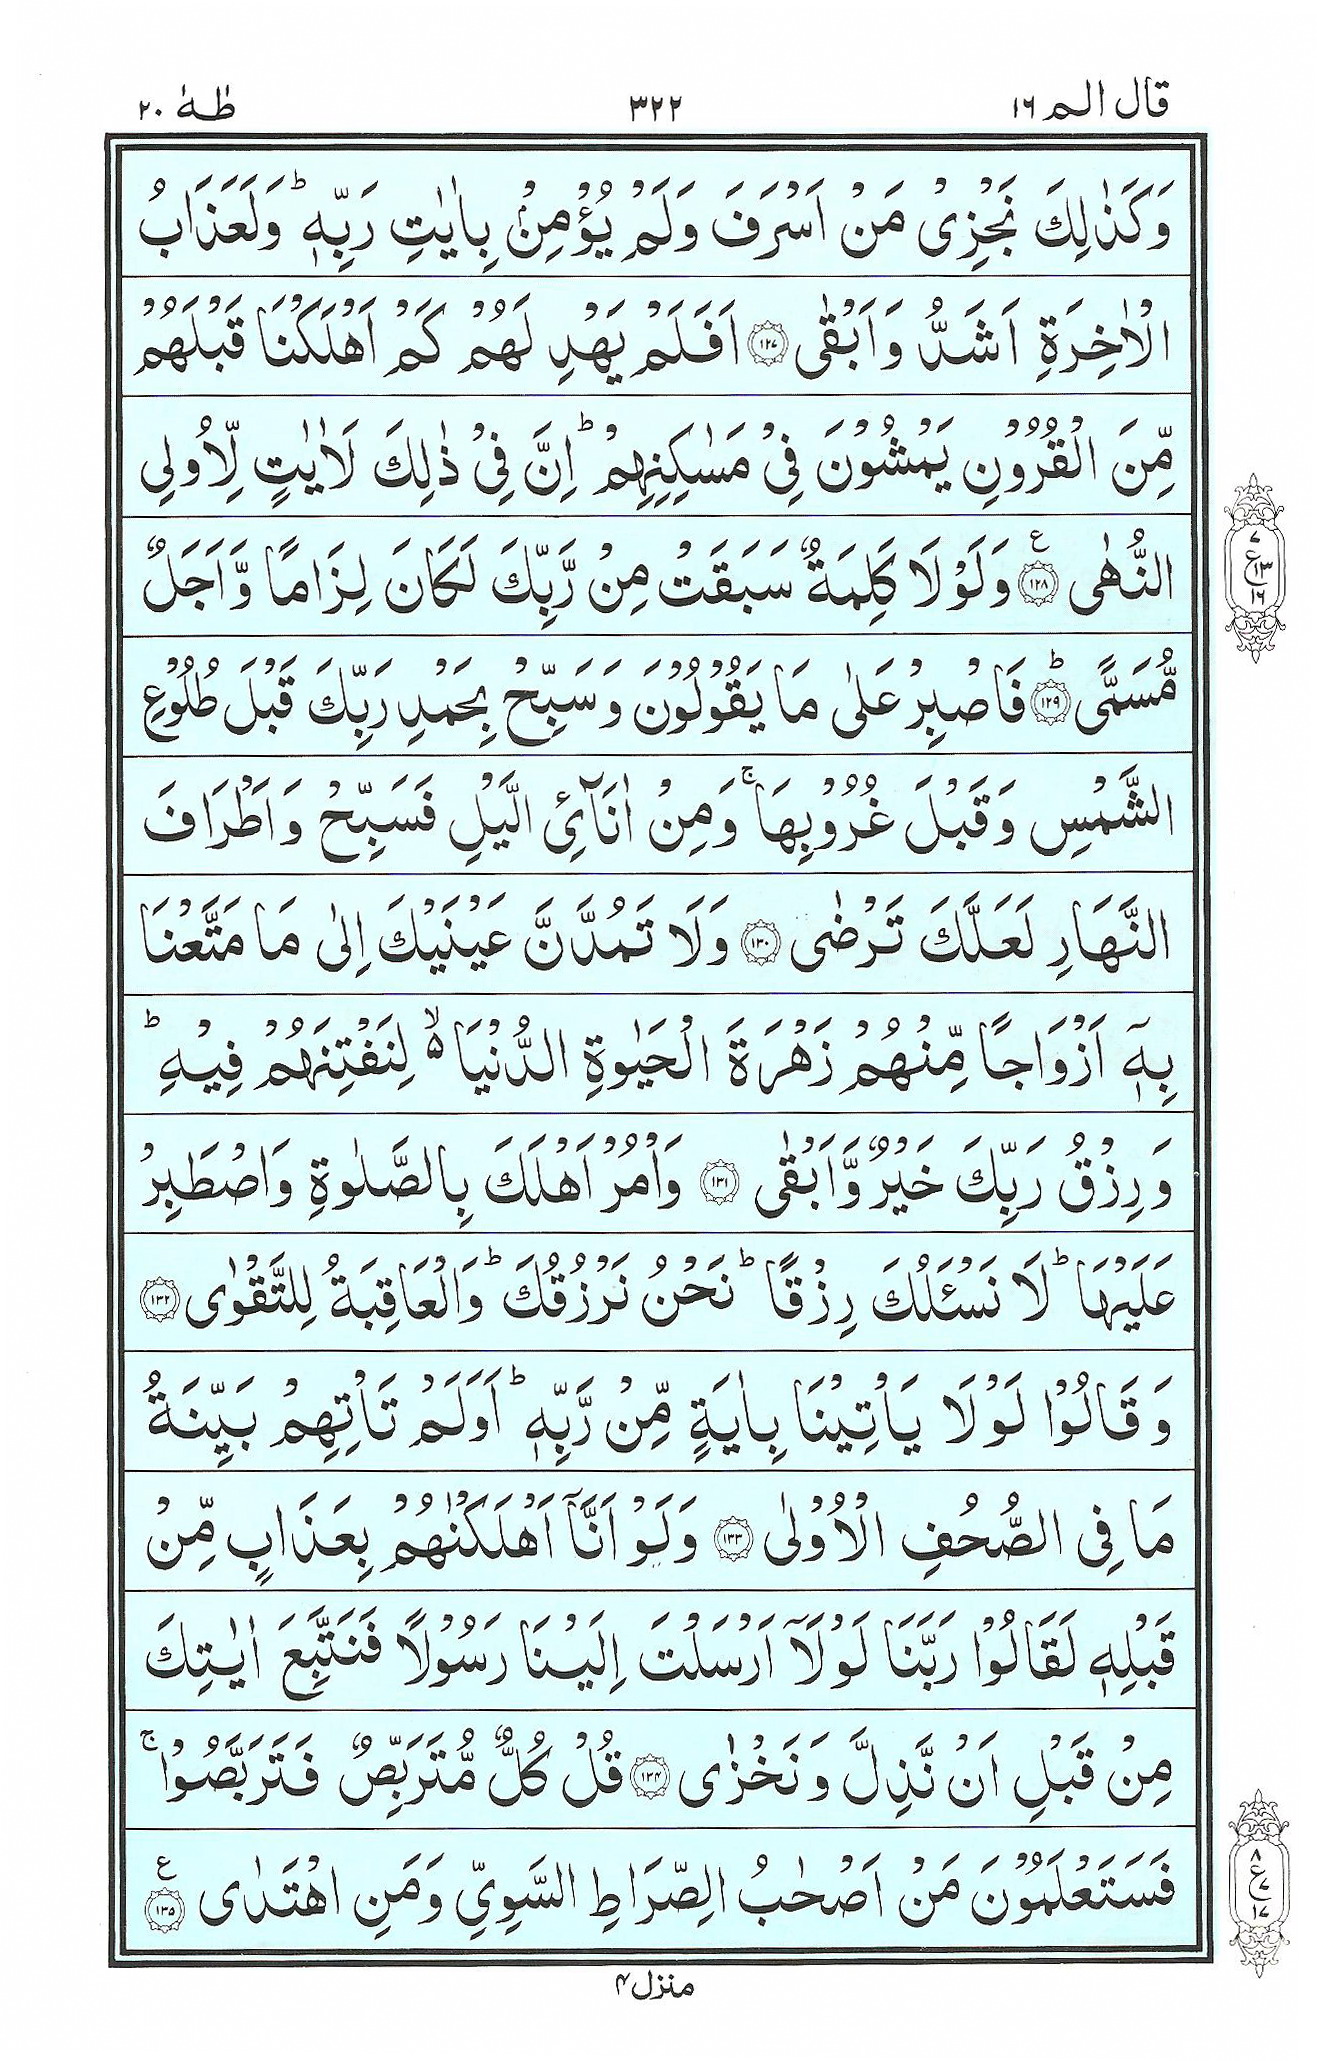 قال الم ١٦
٣٢٢
طٰهٰ ٢٠
وَكَذٰلِكَ نَجْزِیْ مَنْ اَسْرَفَ وَلَمْ یُؤْمِنْۢ بِاٰیٰتِ رَبِّهٖ ؕ وَلَعَذَابُ
الْاٰخِرَةِ اَشَدُّ وَاَبْقٰی ۝١٢٧ اَفَلَمْ یَهْدِ لَهُمْ كَمْ اَهْلَكْنَا قَبْلَهُمْ
مِّنَ الْقُرُوْنِ یَمْشُوْنَ فِیْ مَسٰكِنِهِمْ ؕ اِنَّ فِیْ ذٰلِكَ لَاٰیٰتٍ لِّاُولِی
النُّهٰی ۝١٢٨ ع وَلَوْلَا كَلِمَةٌ سَبَقَتْ مِنْ رَّبِّكَ لَكَانَ لِزَامًا وَّاَجَلٌ
مُّسَمًّی ؕ ۝١٢٩ فَاصْبِرْ عَلٰی مَا یَقُوْلُوْنَ وَسَبِّحْ بِحَمْدِ رَبِّكَ قَبْلَ طُلُوْعِ
الشَّمْسِ وَقَبْلَ غُرُوْبِهَا ۚ وَمِنْ اٰنَآئِ الَّیْلِ فَسَبِّحْ وَاَطْرَافَ
النَّهَارِ لَعَلَّكَ تَرْضٰی ۝١٣٠ وَلَا تَمُدَّنَّ عَیْنَیْكَ اِلٰی مَا مَتَّعْنَا
بِهٖۤ اَزْوَاجًا مِّنْهُمْ زَهْرَةَ الْحَیٰوةِ الدُّنْیَا ۵ۙ لِنَفْتِنَهُمْ فِیْهِ ؕ
وَرِزْقُ رَبِّكَ خَیْرٌ وَّاَبْقٰی ۝١٣١ وَاْمُرْ اَهْلَكَ بِالصَّلٰوةِ وَاصْطَبِرْ
عَلَیْهَا ؕ لَا نَسْـَٔلُكَ رِزْقًا ؕ نَحْنُ نَرْزُقُكَ ؕ وَالْعَاقِبَةُ لِلتَّقْوٰی ۝١٣٢
وَقَالُوْا لَوْلَا یَاْتِیْنَا بِاٰیَةٍ مِّنْ رَّبِّهٖ ؕ اَوَلَمْ تَاْتِهِمْ بَیِّنَةُ
مَا فِی الصُّحُفِ الْاُوْلٰی ۝١٣٣ وَلَوْ اَنَّاۤ اَهْلَكْنٰهُمْ بِعَذَابٍ مِّنْ
قَبْلِهٖ لَقَالُوْا رَبَّنَا لَوْلَاۤ اَرْسَلْتَ اِلَیْنَا رَسُوْلًا فَنَتَّبِعَ اٰیٰتِكَ
مِنْ قَبْلِ اَنْ نَّذِلَّ وَنَخْزٰی ۝١٣٤ قُلْ كُلٌّ مُّتَرَبِّصٌ فَتَرَبَّصُوْا ۚ
فَسَتَعْلَمُوْنَ مَنْ اَصْحٰبُ الصِّرَاطِ السَّوِیِّ وَمَنِ اهْتَدٰی ۝١٣٥ ع
٧
ع ١٣
١٦
٨
ع ٧
١٧
منزل ٤